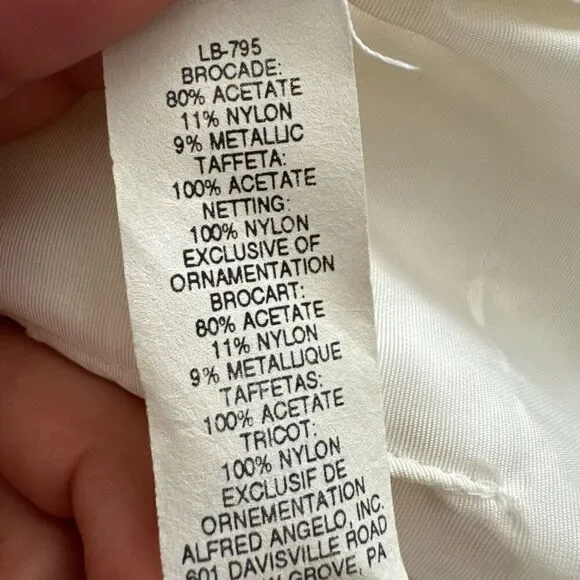 LB-795
BROCADE:
80% ACETATE
11% NYLON
9% METALLIC
TAFFETA:
100% ACETATE
NETTING:
100% NYLON
EXCLUSIVE OF
ORNAMENTATION
BROCART:
80% ACETATE
11% NYLON
9% METALLIQUE
TAFFETAS:
100% ACETATE
TRICOT:
100% NYLON
EXCLUSIF DE
ORNEMENTATION
ALFRED ANGELO, INC.
601 DAVISVILLE ROAD
GROVE, PA